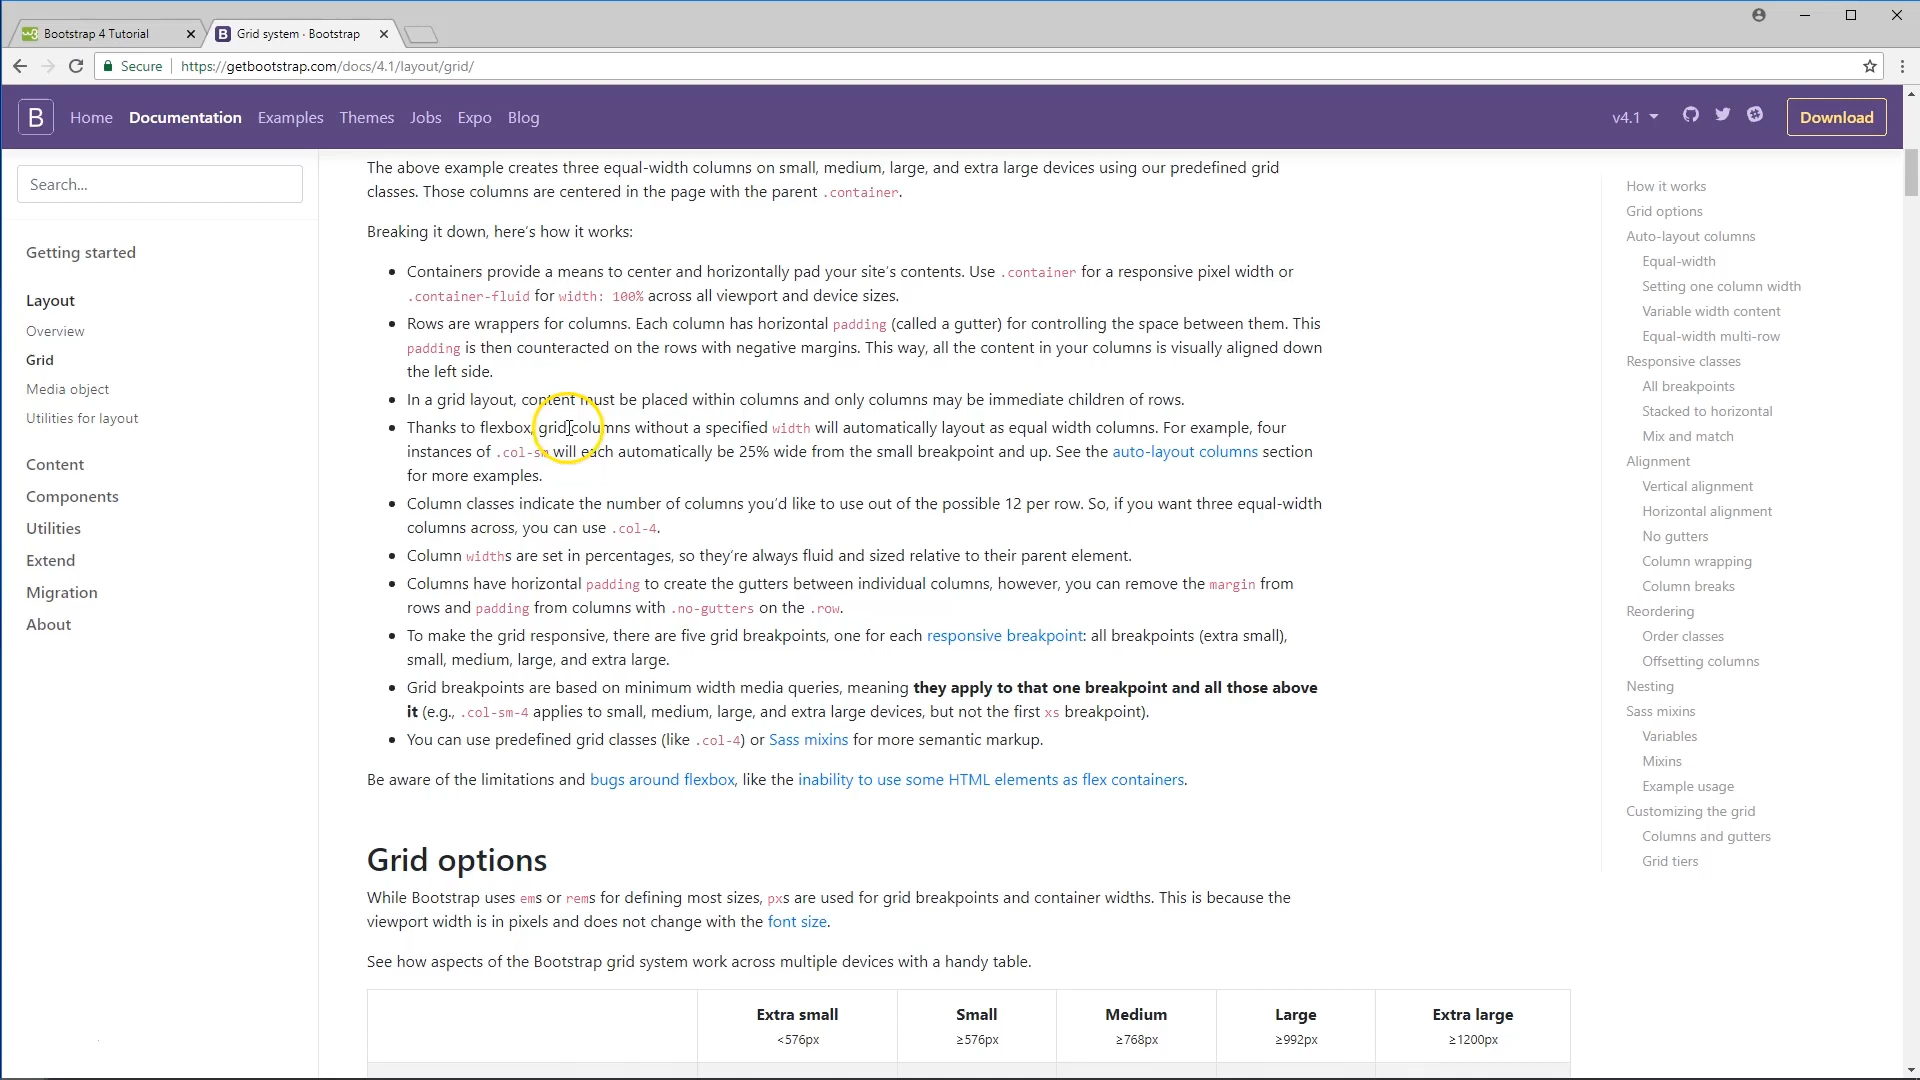 Bootstrap 4 Tutorial
Grid system · Bootstrap
Secure
https://getbootstrap.com/docs/4.1/layout/grid/
B Home Documentation Examples Themes Jobs Expo Blog
v4.1
Download
Search...
Getting started
Layout
Overview
Grid
Media object
Utilities for layout
Content
Components
Utilities
Extend
Migration
About
The above example creates three equal-width columns on small, medium, large, and extra large devices using our predefined grid
classes. Those columns are centered in the page with the parent .container.
Breaking it down, here's how it works:
• Containers provide a means to center and horizontally pad your site's contents. Use .container for a responsive pixel width or
.container-fluid for width: 100% across all viewport and device sizes.
• Rows are wrappers for columns. Each column has horizontal padding (called a gutter) for controlling the space between them. This
padding is then counteracted on the rows with negative margins. This way, all the content in your columns is visually aligned down
the left side.
• In a grid layout, content must be placed within columns and only columns may be immediate children of rows.
• Thanks to flexbox, grid columns without a specified width will automatically layout as equal width columns. For example, four
instances of .col-sm will each automatically be 25% wide from the small breakpoint and up. See the auto-layout columns section
for more examples.
• Column classes indicate the number of columns you'd like to use out of the possible 12 per row. So, if you want three equal-width
columns across, you can use .col-4.
• Column widths are set in percentages, so they're always fluid and sized relative to their parent element.
• Columns have horizontal padding to create the gutters between individual columns, however, you can remove the margin from
rows and padding from columns with .no-gutters on the .row.
• To make the grid responsive, there are five grid breakpoints, one for each responsive breakpoint: all breakpoints (extra small),
small, medium, large, and extra large.
• Grid breakpoints are based on minimum width media queries, meaning they apply to that one breakpoint and all those above
it (e.g., .col-sm-4 applies to small, medium, large, and extra large devices, but not the first xs breakpoint).
• You can use predefined grid classes (like .col-4) or Sass mixins for more semantic markup.
Be aware of the limitations and bugs around flexbox, like the inability to use some HTML elements as flex containers.
Grid options
While Bootstrap uses ems or rems for defining most sizes, pxs are used for grid breakpoints and container widths. This is because the
viewport width is in pixels and does not change with the font size.
See how aspects of the Bootstrap grid system work across multiple devices with a handy table.
Extra small Small Medium Large Extra large
<576px ≥576px ≥768px ≥992px ≥1200px
How it works
Grid options
Auto-layout columns
Equal-width
Setting one column width
Variable width content
Equal-width multi-row
Responsive classes
All breakpoints
Stacked to horizontal
Mix and match
Alignment
Vertical alignment
Horizontal alignment
No gutters
Column wrapping
Column breaks
Reordering
Order classes
Offsetting columns
Nesting
Sass mixins
Variables
Mixins
Example usage
Customizing the grid
Columns and gutters
Grid tiers